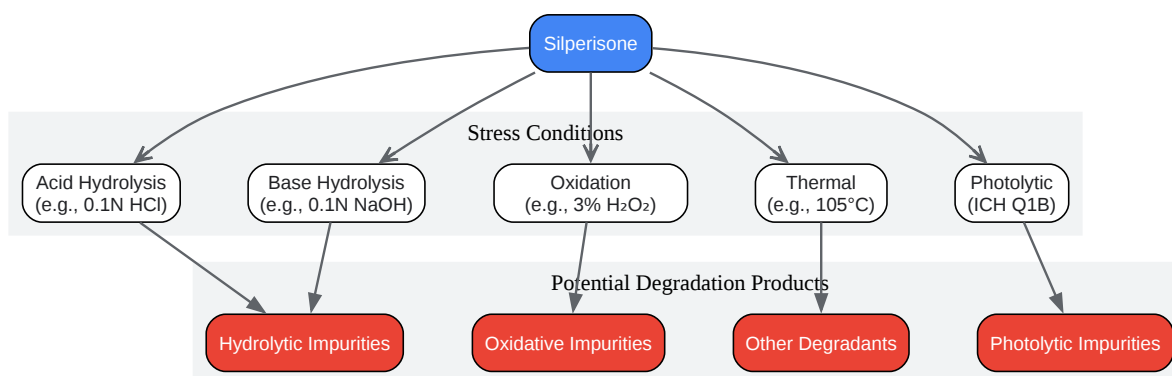 Silperisone
Stress Conditions
Acid Hydrolysis
(e.g., 0.1N HCl)
Base Hydrolysis
(e.g., 0.1N NaOH)
Oxidation
(e.g., 3% H₂O₂)
Thermal
(e.g., 105°C)
Photolytic
(ICH Q1B)
Potential Degradation Products
Hydrolytic Impurities
Oxidative Impurities
Other Degradants
Photolytic Impurities